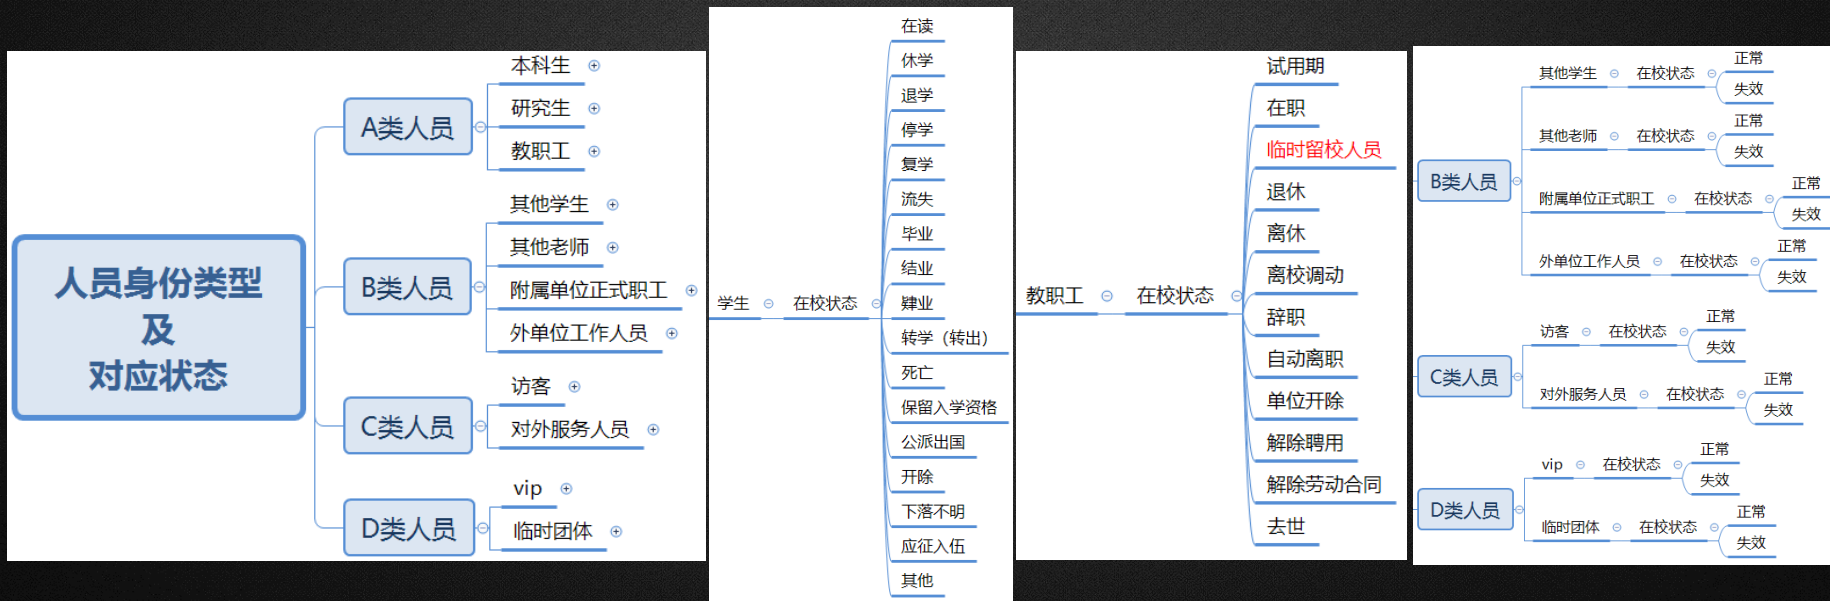 人员身份类型
及
对应状态
A类人员
本科生
研究生
教职工
B类人员
其他学生
其他老师
附属单位正式职工
外单位工作人员
C类人员
访客
对外服务人员
D类人员
vip
临时团体
学生
在校状态
在读
休学
退学
停学
复学
流失
毕业
结业
肄业
转学（转出）
死亡
保留入学资格
公派出国
开除
下落不明
应征入伍
其他
教职工
在校状态
试用期
在职
临时留校人员
退休
离休
离校调动
辞职
自动离职
单位开除
解除聘用
解除劳动合同
去世
B类人员
其他学生
在校状态
正常
失效
其他老师
在校状态
正常
失效
附属单位正式职工
在校状态
正常
失效
外单位工作人员
在校状态
正常
失效
C类人员
访客
在校状态
正常
失效
对外服务人员
在校状态
正常
失效
D类人员
vip
在校状态
正常
失效
临时团体
在校状态
正常
失效